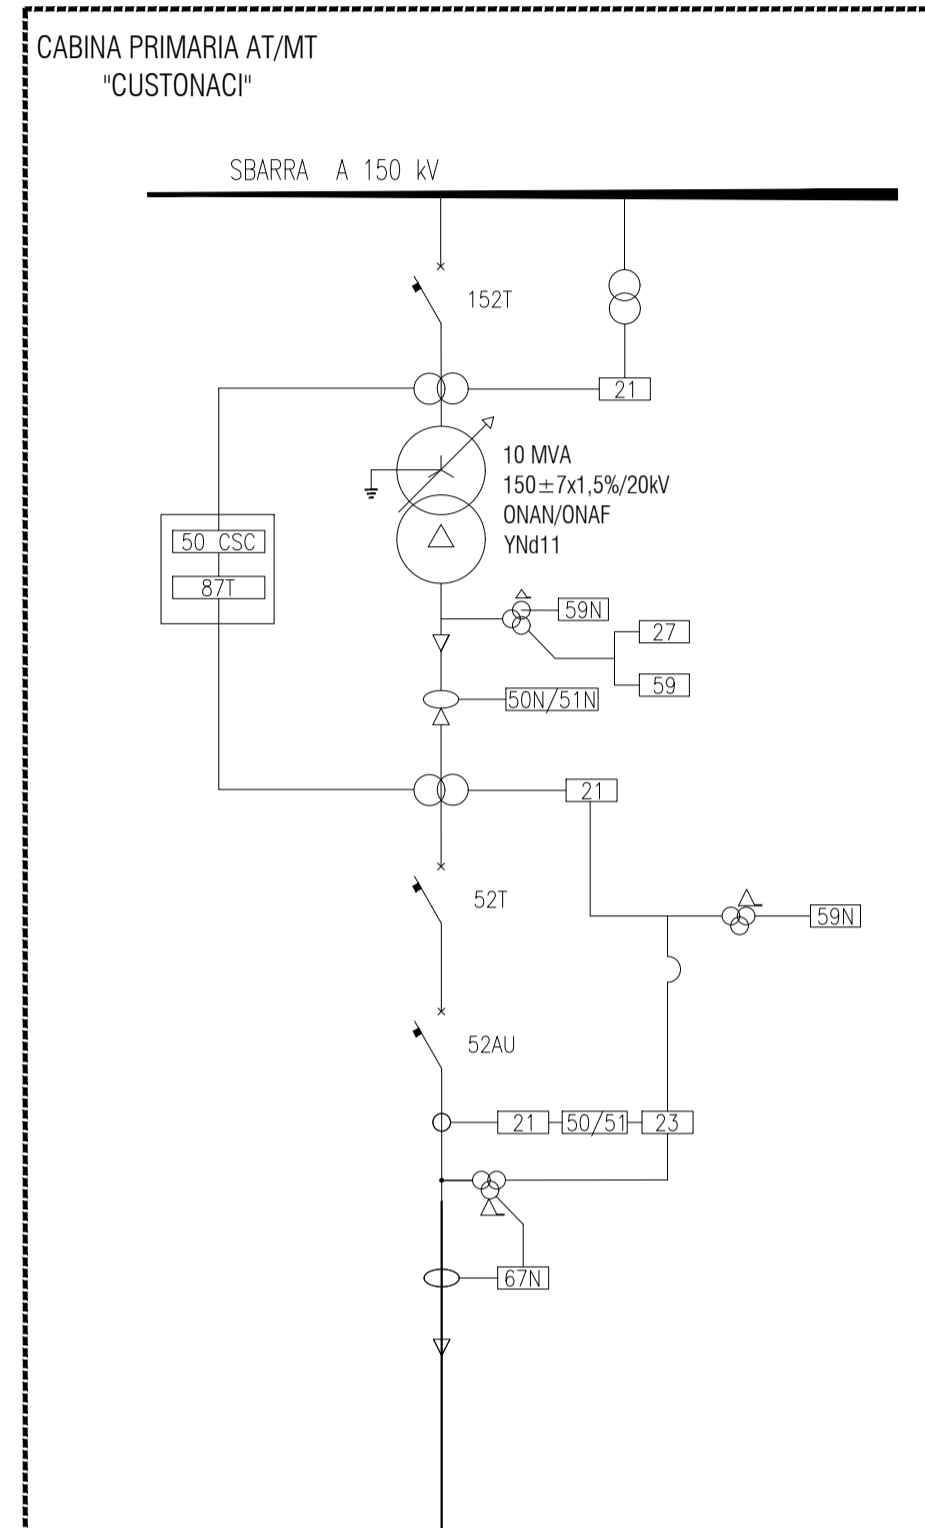 CABINA PRIMARIA AT/MT
"CUSTONACI"
SBARRA A 150 kV
152T
21
10 MVA
150±7x1,5%/20kV
ONAN/ONAF
YNd11
50 CSC
87T
59N
27
59
50N/51N
21
52T
59N
52AU
21
50/51
23
67N